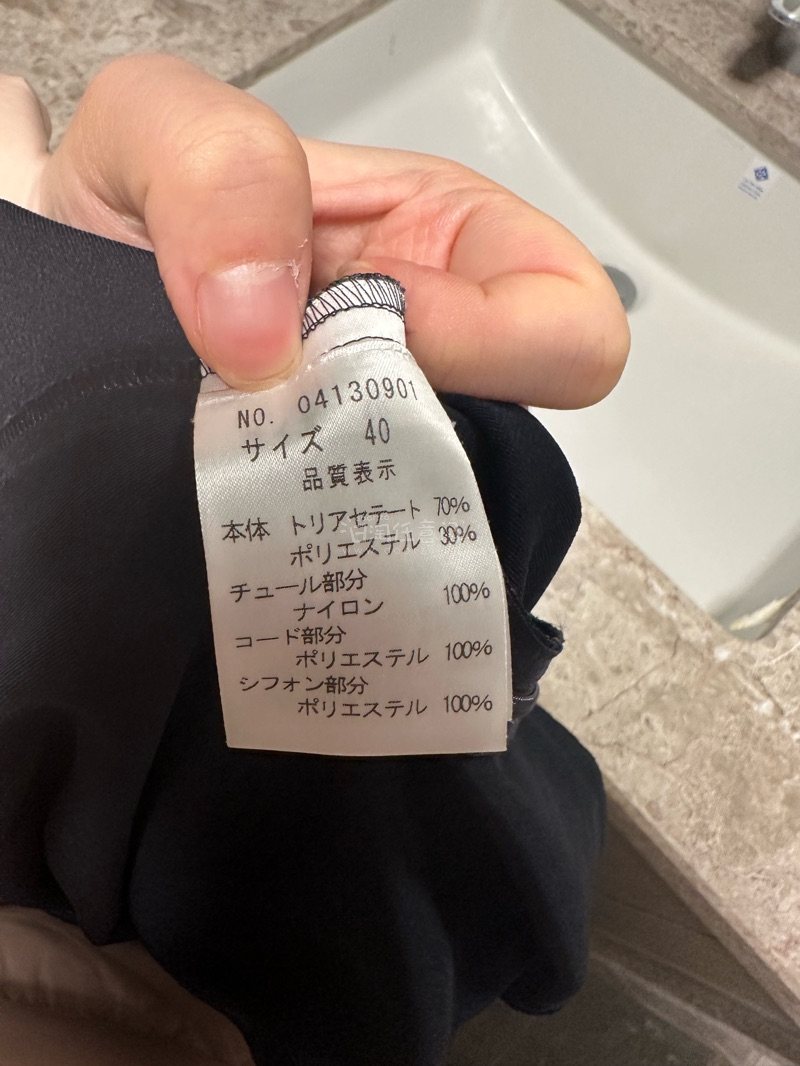 NO. 04130901
サイズ 40
品質表示
本体 トリアセテート 70%
ポリエステル 30%
チュール部分
ナイロン 100%
コード部分
ポリエステル 100%
シフォン部分
ポリエステル 100%